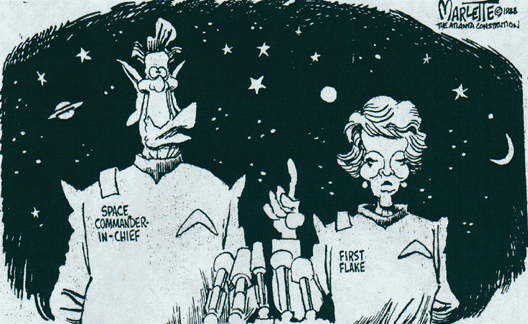 MARLETTE © 1988
THE ATLANTA CONSTITUTION
SPACE
COMMANDER-
IN-CHIEF
FIRST
FLAKE